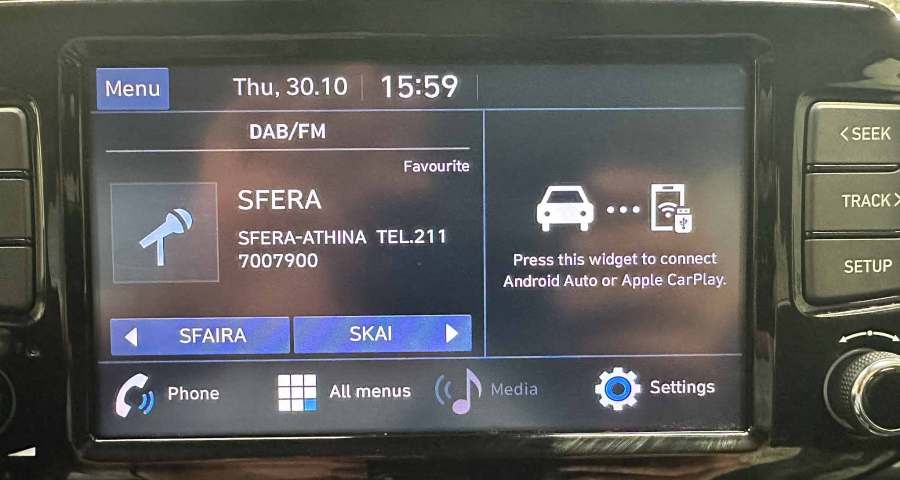 Menu Thu, 30.10 15:59
DAB/FM
Favourite
SFERA
SFERA-ATHINA TEL.211
7007900
SFAIRA SKAI
Press this widget to connect
Android Auto or Apple CarPlay.
Phone All menus Media Settings
<SEEK
TRACK>
SETUP